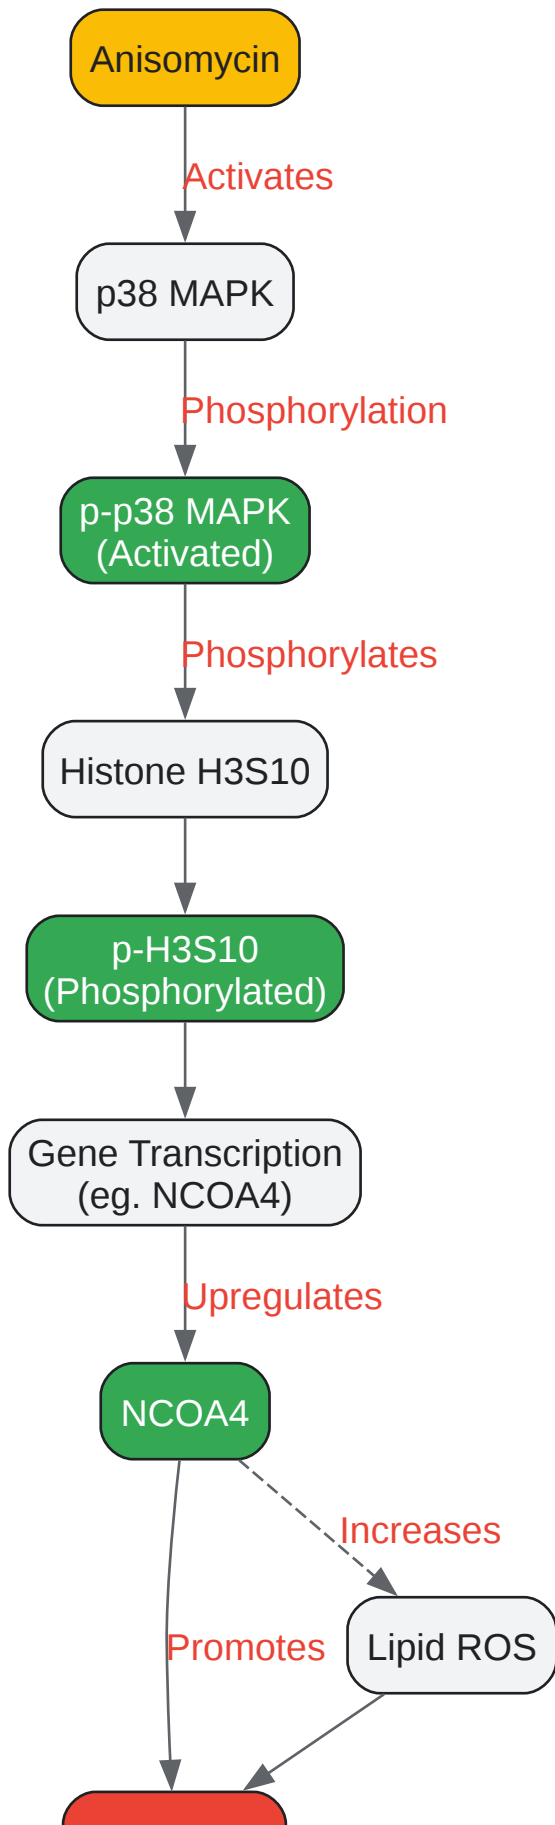 Anisomycin
Activates
p38 MAPK
Phosphorylation
p-p38 MAPK
(Activated)
Phosphorylates
Histone H3S10
p-H3S10
(Phosphorylated)
Gene Transcription
(eg. NCOA4)
Upregulates
NCOA4
Increases
Promotes
Lipid ROS